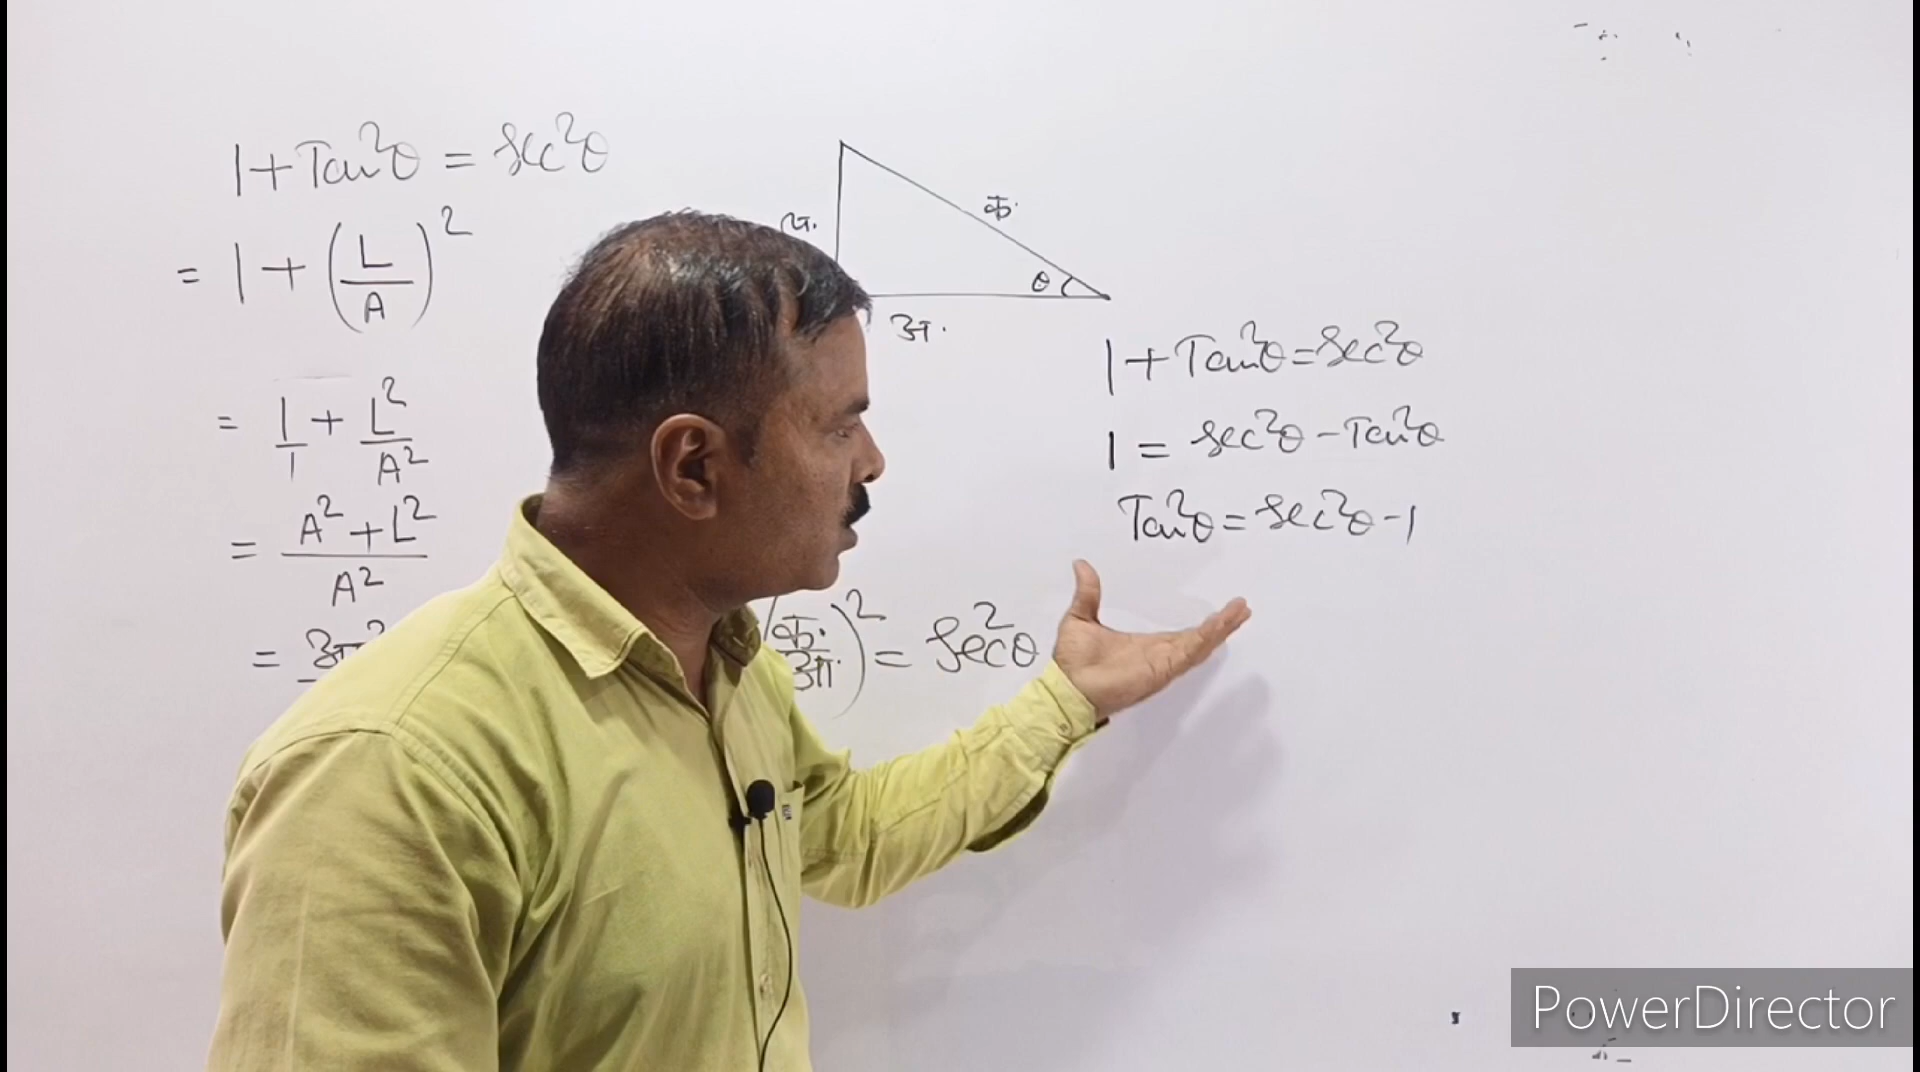 1+Tan²θ = Sec²θ
= 1 + (L/A)²
= 1/1 + L²/A²
= (A² + L²)/A²
क.
θ
अ.
(क./आ.)² = Sec²θ
1+Tan²θ=Sec²θ
1 = Sec²θ - Tan²θ
Tan²θ = Sec²θ - 1
PowerDirector